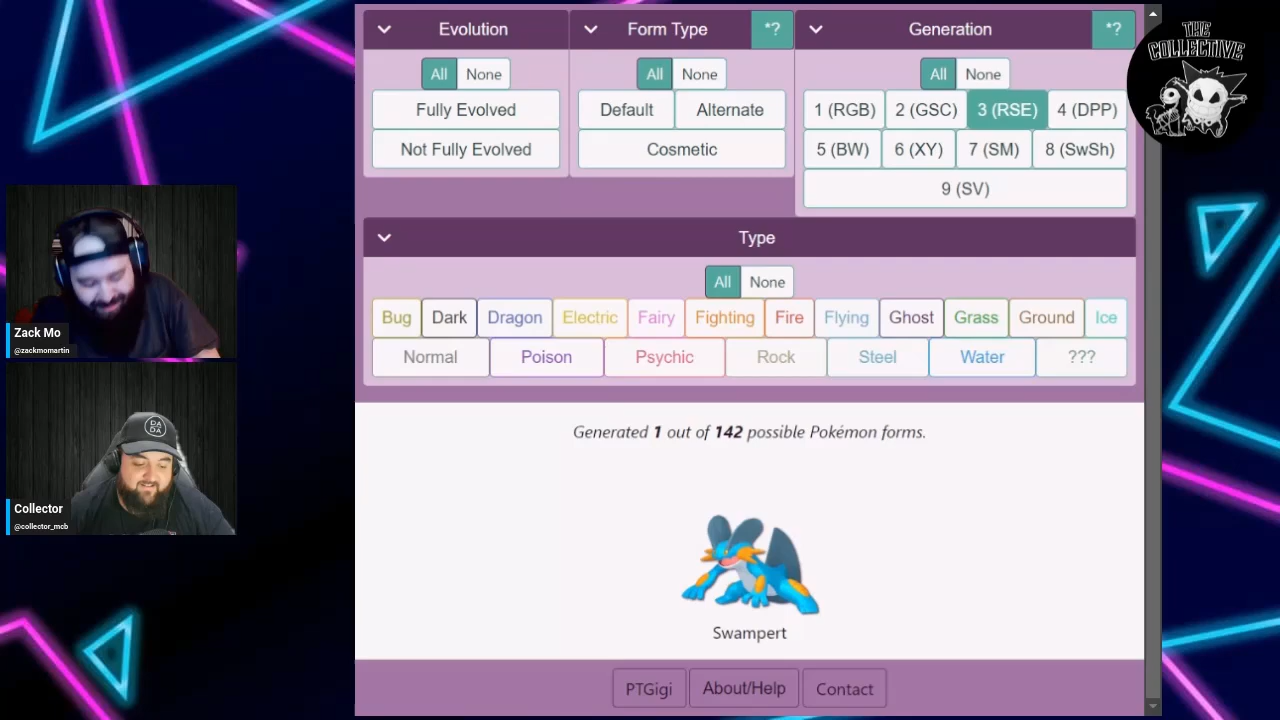 Evolution
Form Type
*?
Generation
*?
All None
All None
All None
Fully Evolved
Default
Alternate
1 (RGB)
2 (GSC)
3 (RSE)
4 (DPP)
Not Fully Evolved
Cosmetic
5 (BW)
6 (XY)
7 (SM)
8 (SwSh)
9 (SV)
Type
All None
Bug
Dark
Dragon
Electric
Fairy
Fighting
Fire
Flying
Ghost
Grass
Ground
Ice
Normal
Poison
Psychic
Rock
Steel
Water
???
Generated 1 out of 142 possible Pokémon forms.
Swampert
PTGigi
About/Help
Contact
THE
COLLECTIVE
Zack Mo
@zackmomartin
DA
DA
Collector
@collector_mcb